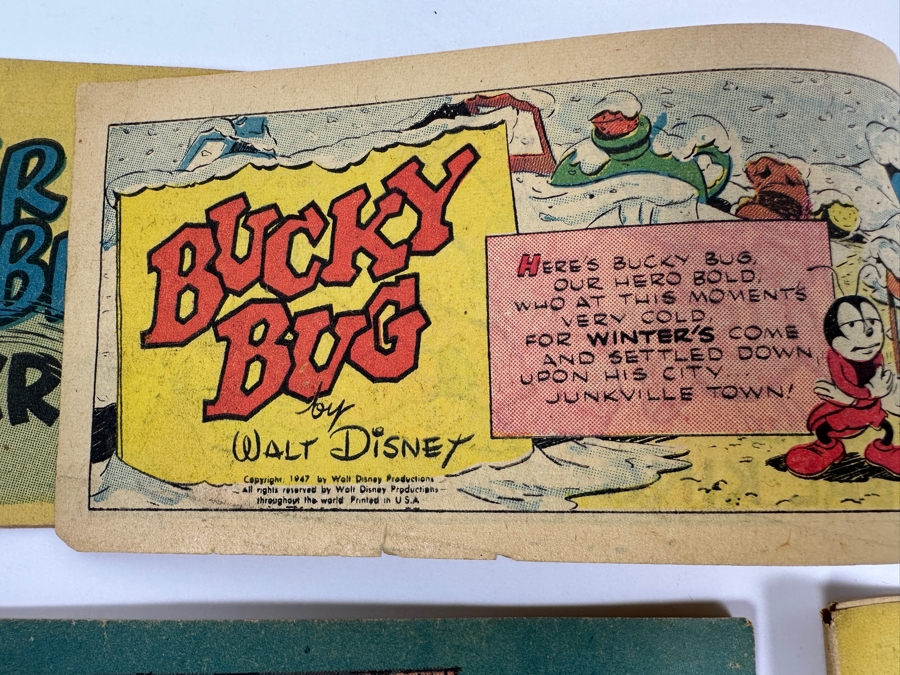 BUCKY
BUG
by
WALT DISNEY
Copyright 1947 by Walt Disney Productions
All rights reserved by Walt Disney Productions
throughout the world Printed in U.S.A
HERE'S BUCKY BUG,
OUR HERO BOLD,
WHO AT THIS MOMENT'S
VERY COLD,
FOR WINTER'S COME
AND SETTLED DOWN
UPON HIS CITY
JUNKVILLE TOWN!